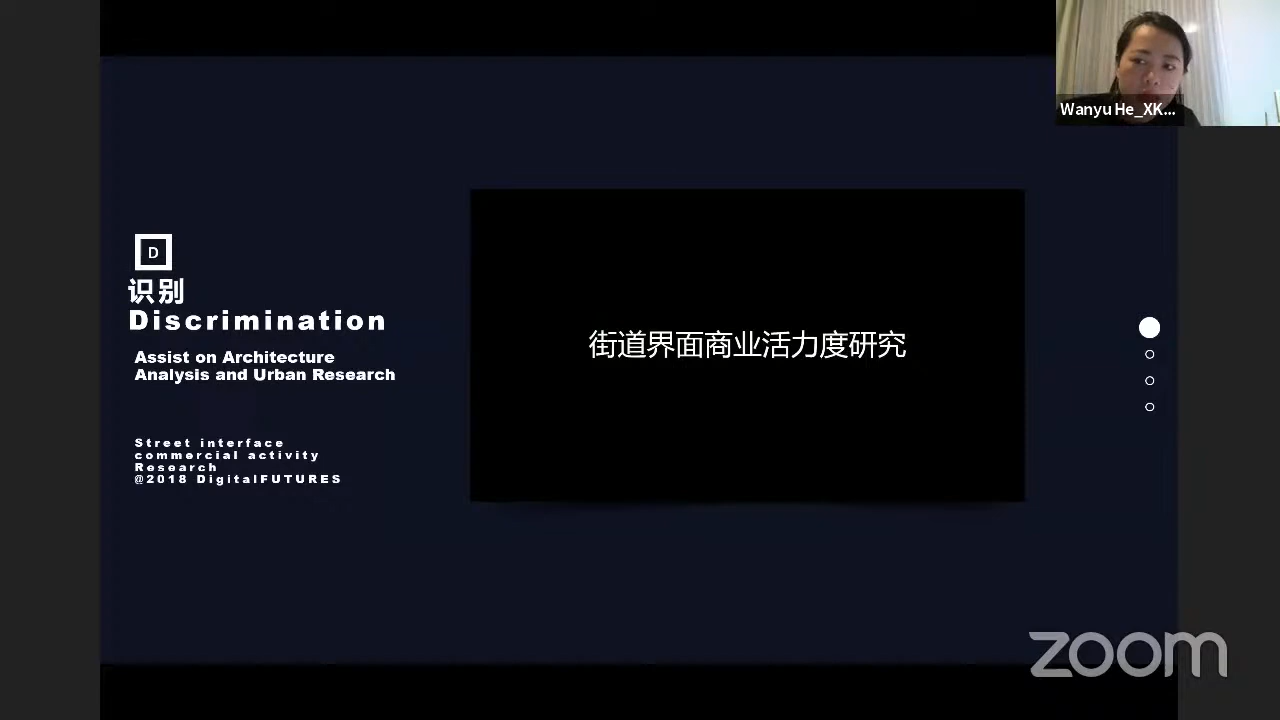 D
识别
Discrimination
Assist on Architecture
Analysis and Urban Research
Street interface
commercial activity
Research
@2018 DigitalFUTURES
街道界面商业活力度研究
Wanyu He_XK...
zoom